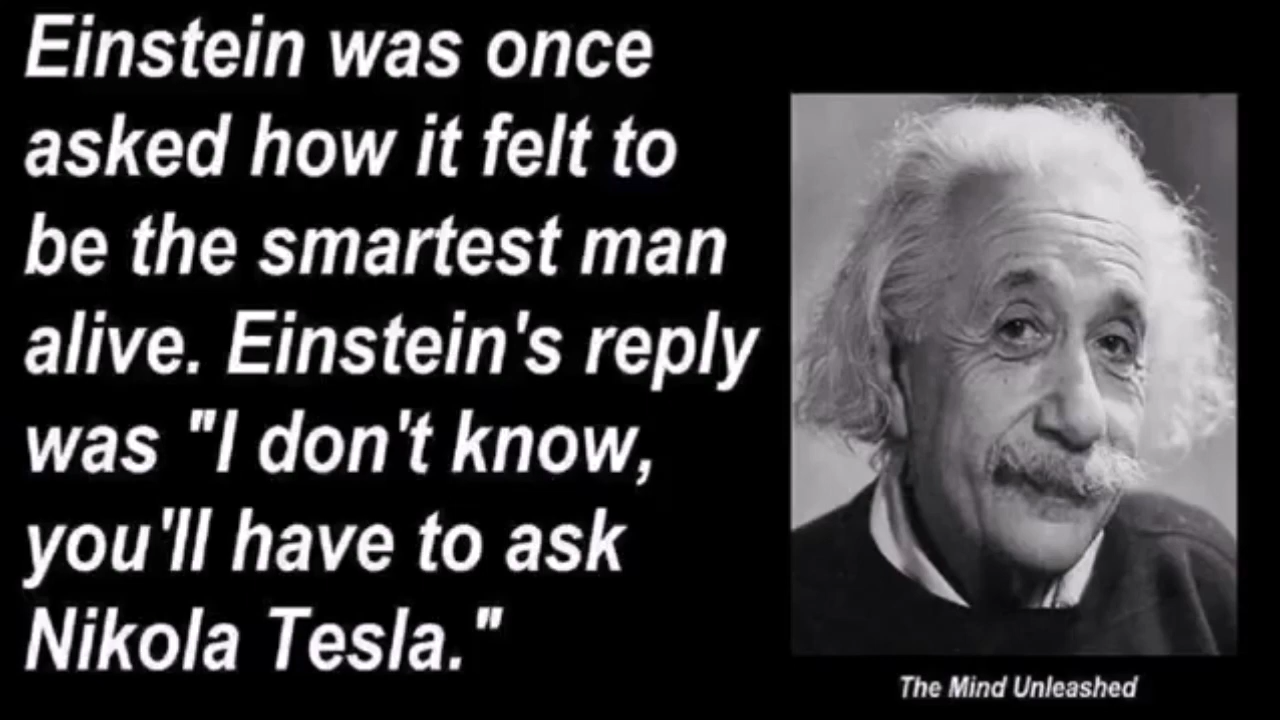 Einstein was once
asked how it felt to
be the smartest man
alive. Einstein's reply
was "I don't know,
you'll have to ask
Nikola Tesla."
The Mind Unleashed